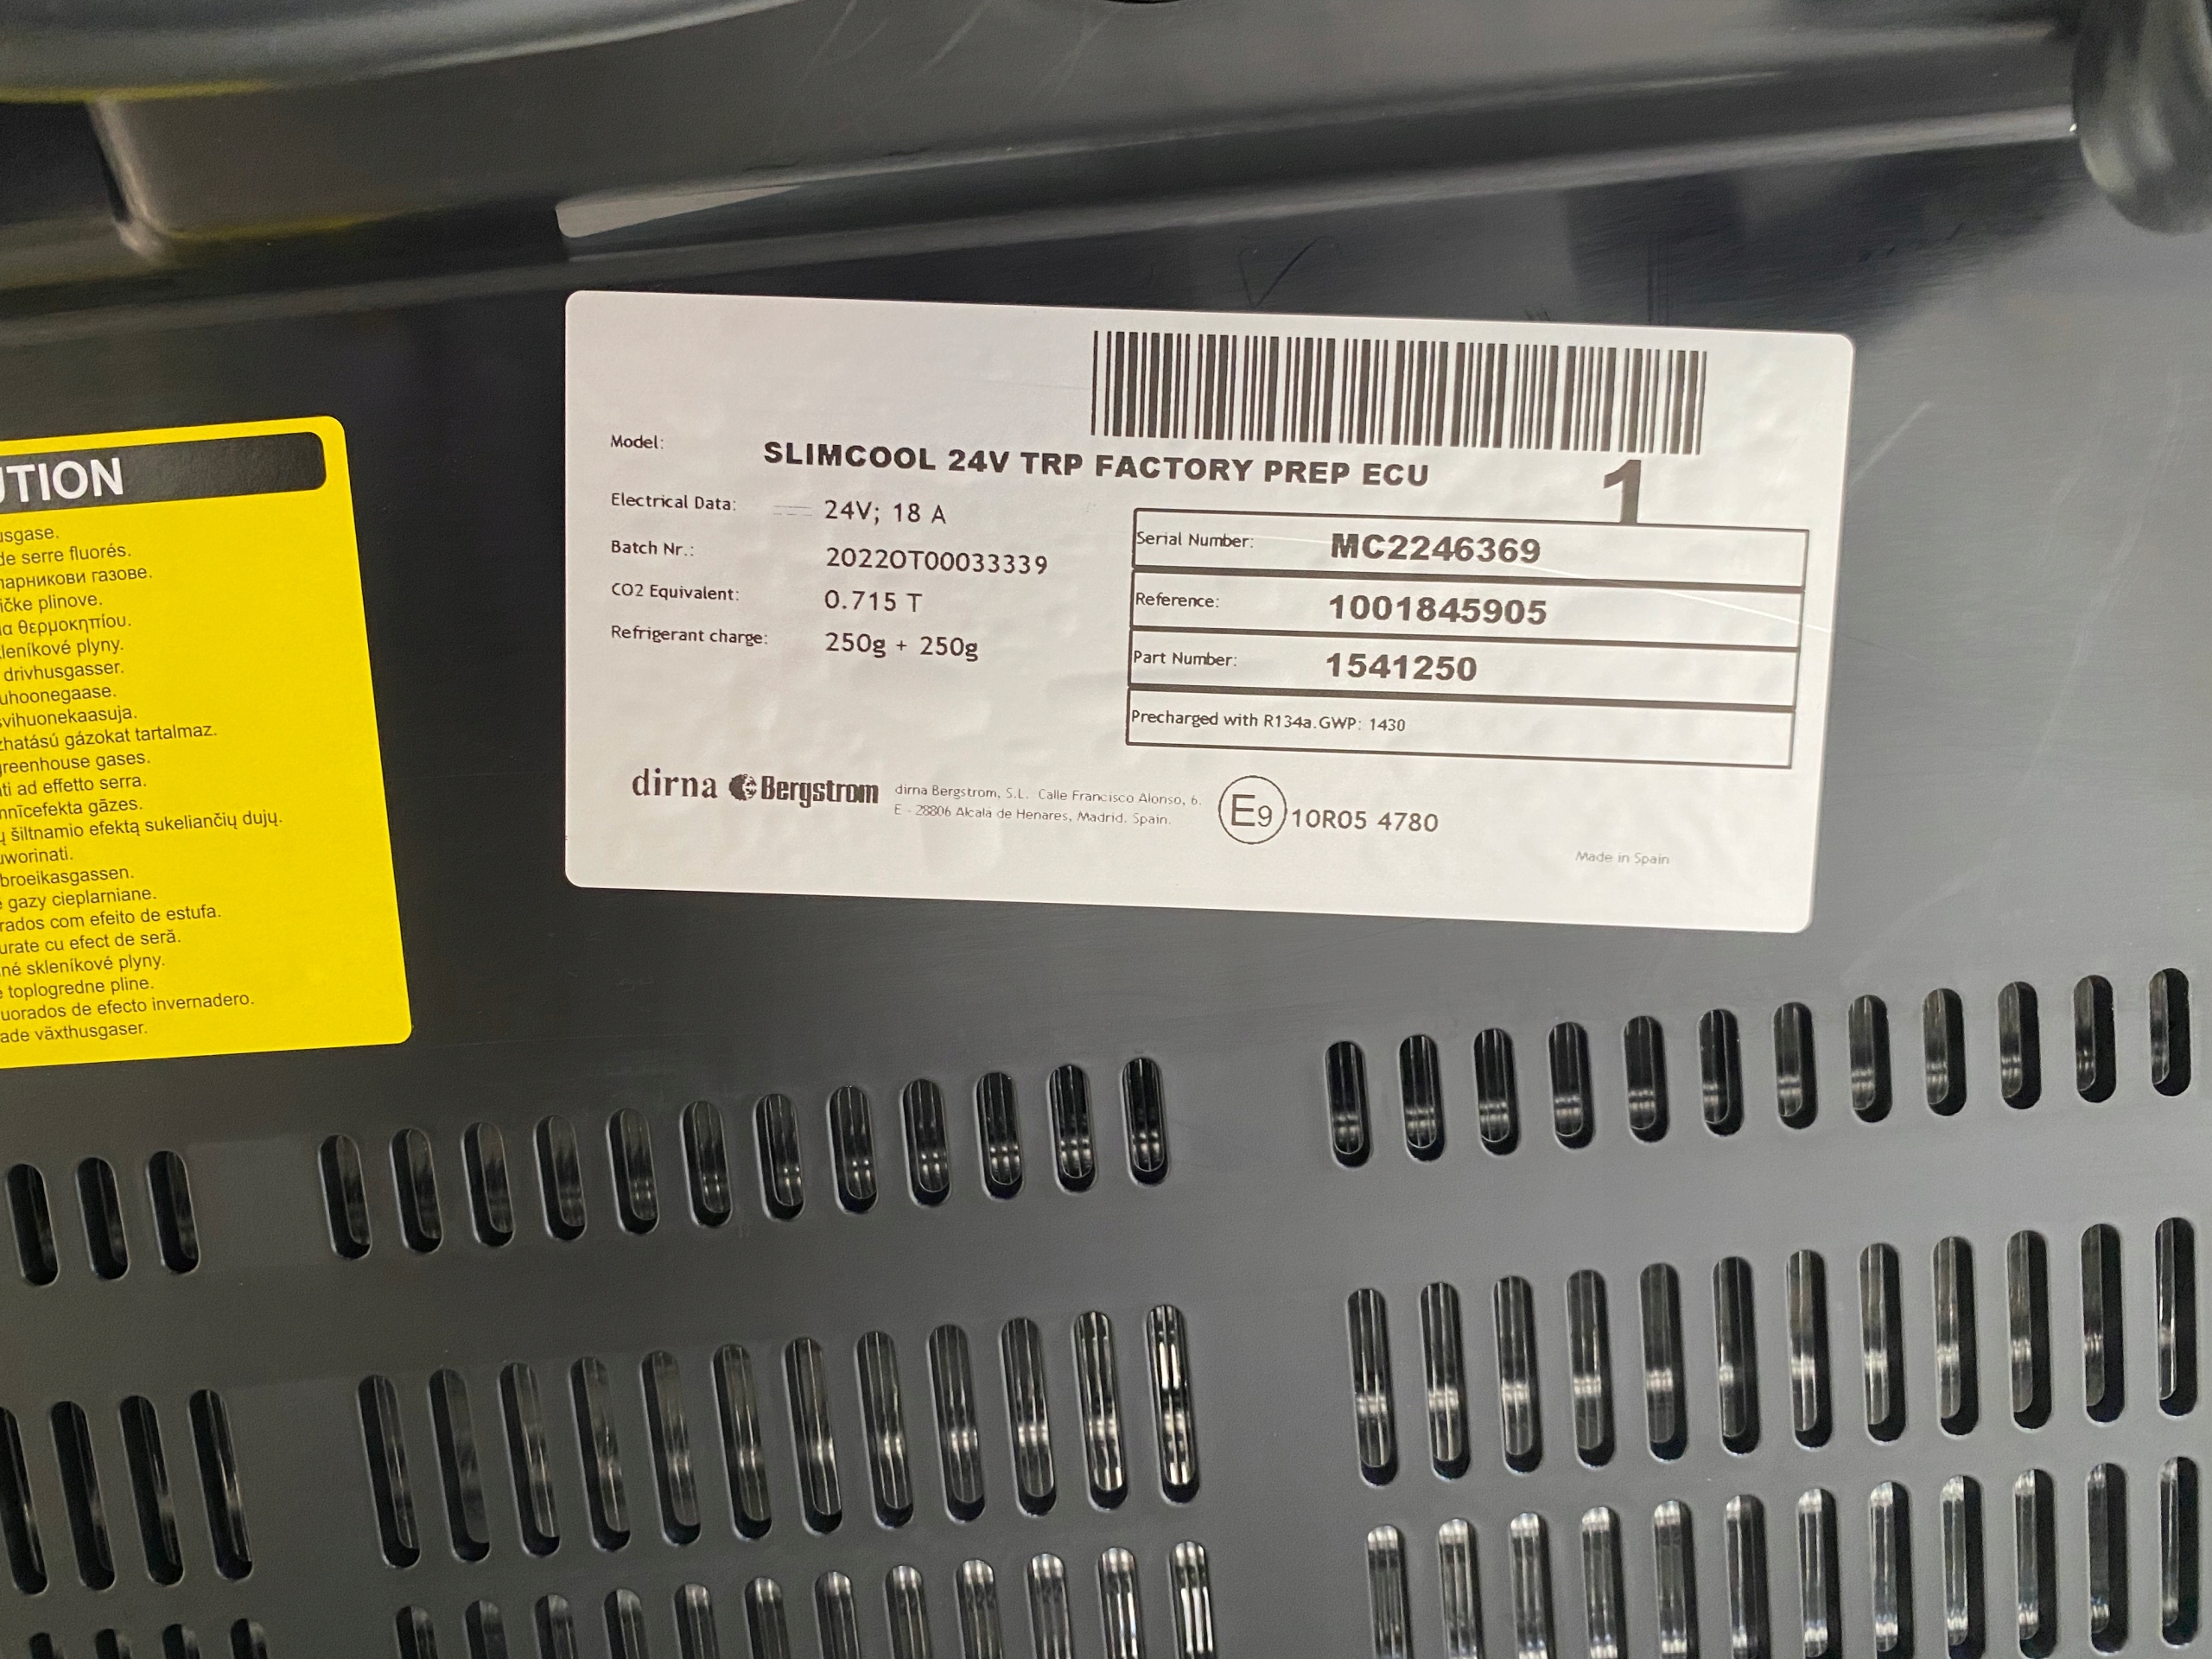 UTION
usgase.
de serre fluorés.
парникови газове.
ičke plinove.
α θερμοκηπίου.
leníkové plyny.
drivhusgasser.
uhoonegaase.
svihuonekaasuja.
zhatású gázokat tartalmaz.
greenhouse gases.
ti ad effetto serra.
mnīcefekta gāzes.
ų šiltnamio efektą sukeliančių dujų.
uworinati.
broeikasgassen.
e gazy cieplarniane.
rados com efeito de estufa.
urate cu efect de seră.
né skleníkové plyny.
e toplogredne pline.
uorados de efecto invernadero.
ade växthusgaser.
Model: SLIMCOOL 24V TRP FACTORY PREP ECU
1
Electrical Data: 24V; 18 A
Batch Nr.: 2022OT00033339
CO2 Equivalent: 0.715 T
Refrigerant charge: 250g + 250g
Serial Number: MC2246369
Reference: 1001845905
Part Number: 1541250
Precharged with R134a.GWP: 1430
dirna Bergstrom
dirna Bergstrom, S.L. Calle Francisco Alonso, 6.
E - 28806 Alcala de Henares, Madrid. Spain.
E9 10R05 4780
Made in Spain